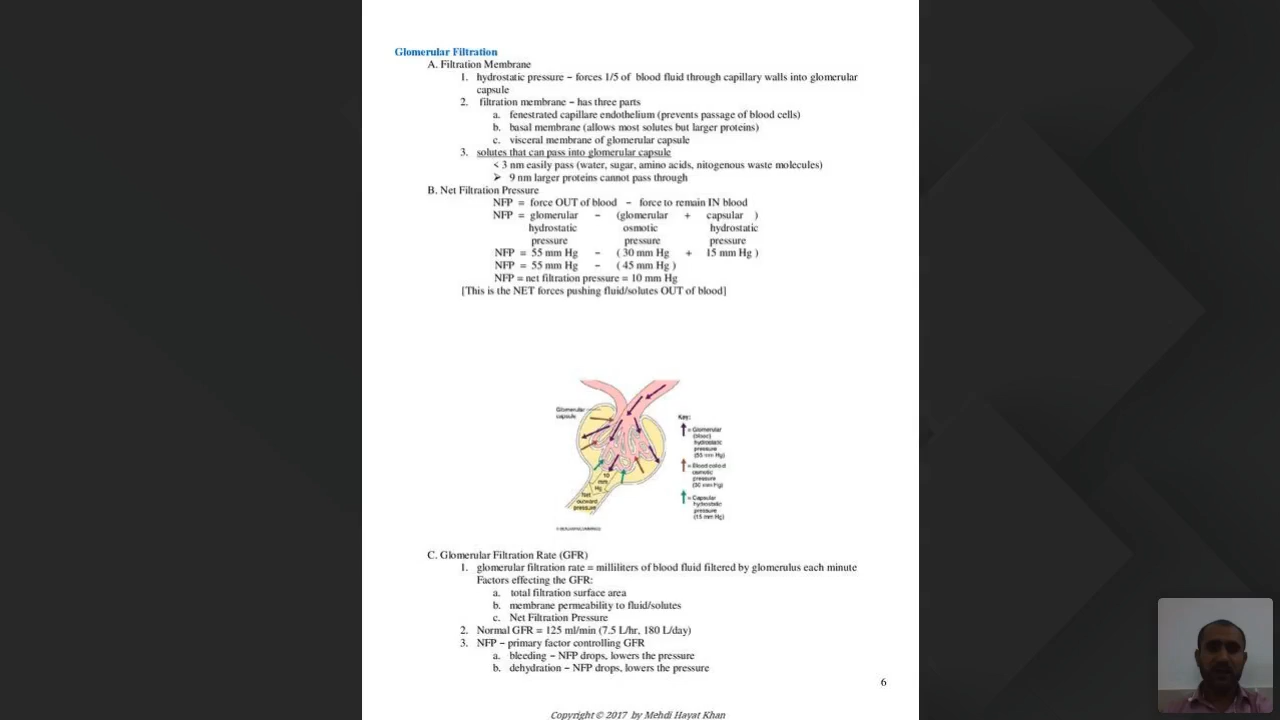 Glomerular Filtration
A. Filtration Membrane
1. hydrostatic pressure – forces 1/5 of blood fluid through capillary walls into glomerular
capsule
2. filtration membrane – has three parts
a. fenestrated capillare endothelium (prevents passage of blood cells)
b. basal membrane (allows most solutes but larger proteins)
c. visceral membrane of glomerular capsule
3. solutes that can pass into glomerular capsule
< 3 nm easily pass (water, sugar, amino acids, nitogenous waste molecules)
➢ 9 nm larger proteins cannot pass through
B. Net Filtration Pressure
NFP = force OUT of blood – force to remain IN blood
NFP = glomerular – (glomerular + capsular )
hydrostatic osmotic hydrostatic
pressure pressure pressure
NFP = 55 mm Hg – ( 30 mm Hg + 15 mm Hg )
NFP = 55 mm Hg – ( 45 mm Hg )
NFP = net filtration pressure = 10 mm Hg
[This is the NET forces pushing fluid/solutes OUT of blood]
Glomerular
capsule
10
mm
Hg
Net
outward
pressure
Key:
= Glomerular
(blood)
hydrostatic
pressure
(55 mm Hg)
= Blood colloid
osmotic
pressure
(30 mm Hg)
= Capsular
hydrostatic
pressure
(15 mm Hg)
C. Glomerular Filtration Rate (GFR)
1. glomerular filtration rate = milliliters of blood fluid filtered by glomerulus each minute
Factors effecting the GFR:
a. total filtration surface area
b. membrane permeability to fluid/solutes
c. Net Filtration Pressure
2. Normal GFR = 125 ml/min (7.5 L/hr, 180 L/day)
3. NFP – primary factor controlling GFR
a. bleeding – NFP drops, lowers the pressure
b. dehydration – NFP drops, lowers the pressure
6
Copyright © 2017 by Mehdi Hayat Khan